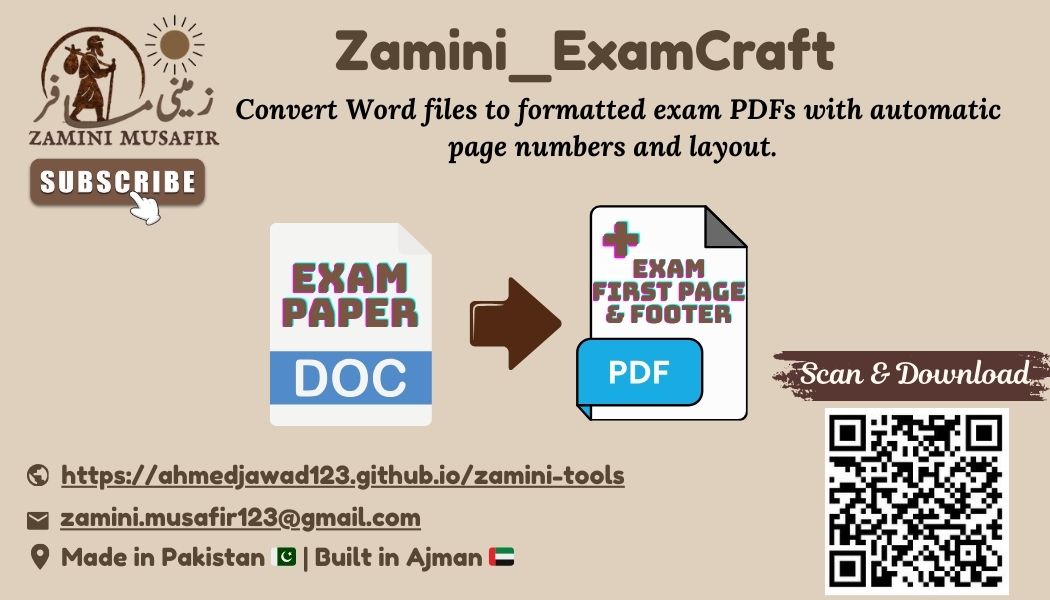 Zamini_ExamCraft
Convert Word files to formatted exam PDFs with automatic
page numbers and layout.
زمینی مسافر
ZAMINI MUSAFIR
SUBSCRIBE
EXAM
PAPER
DOC
+
EXAM
FIRST PAGE
& FOOTER
PDF
Scan & Download
https://ahmedjawad123.github.io/zamini-tools
zamini.musafir123@gmail.com
Made in Pakistan 🇵🇰 | Built in Ajman 🇦🇪